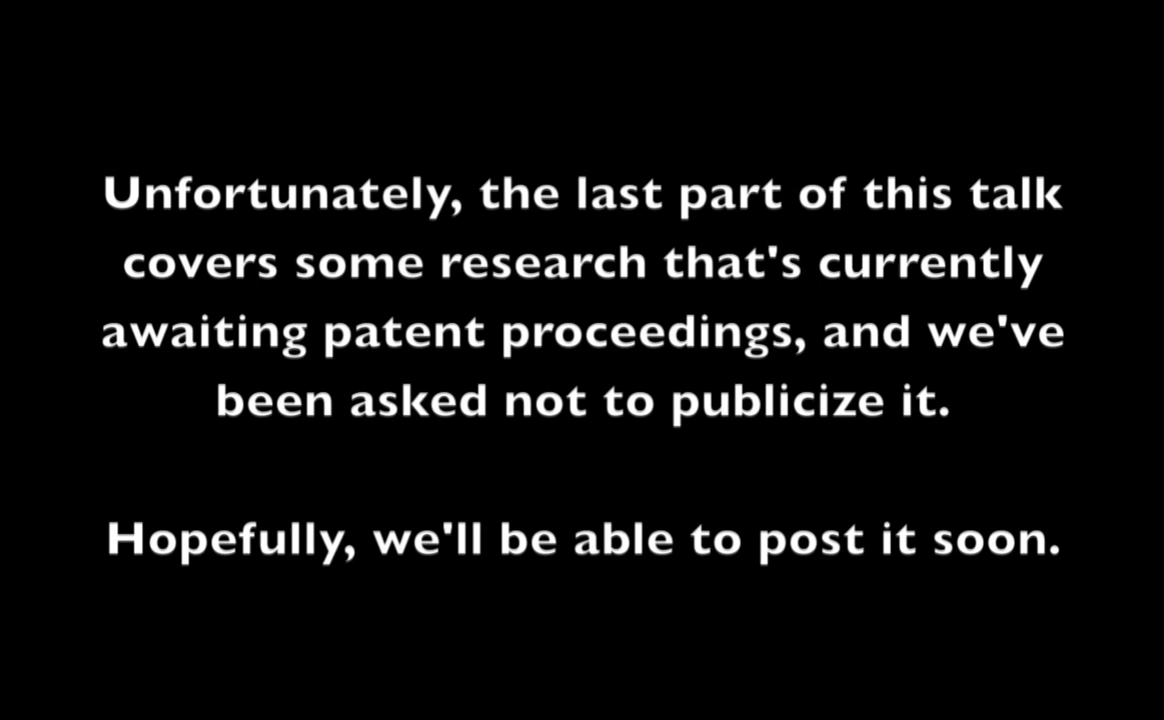 Unfortunately, the last part of this talk
covers some research that's currently
awaiting patent proceedings, and we've
been asked not to publicize it.
Hopefully, we'll be able to post it soon.